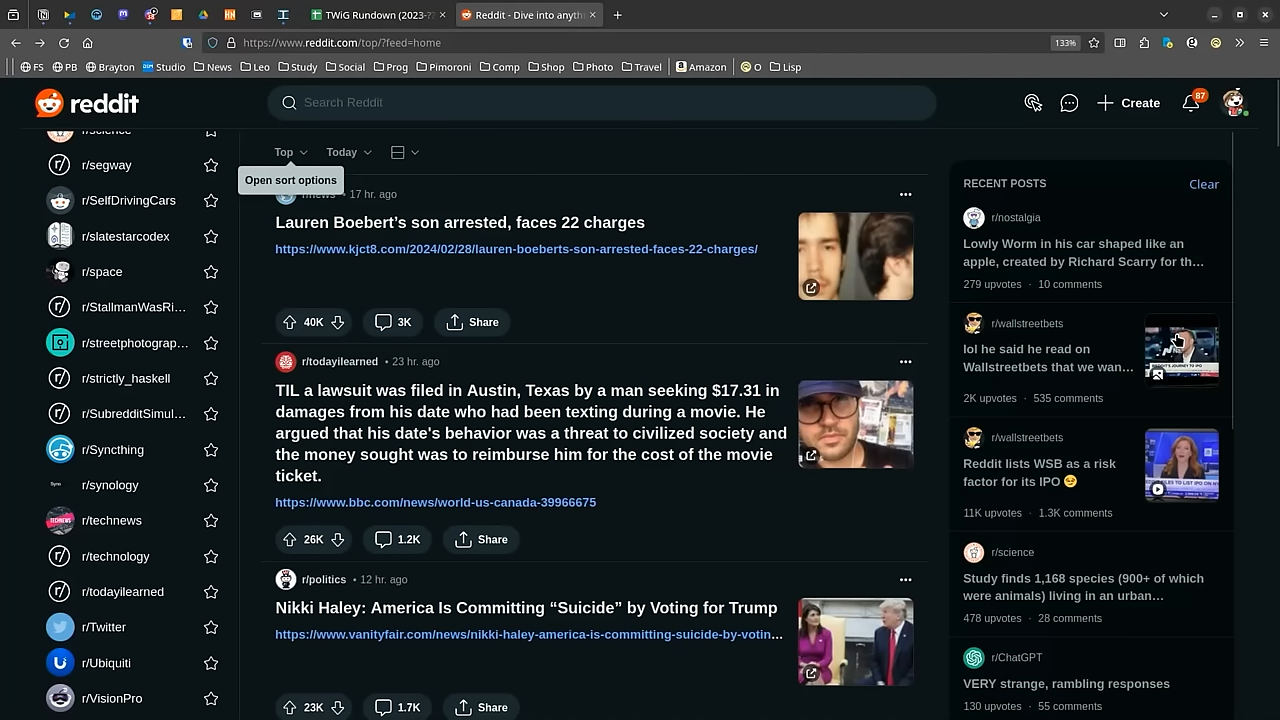 TWiG Rundown (2023-?
Reddit - Dive into anyth
https://www.reddit.com/top/?feed=home
133%
FS
PB
Brayton
Studio
News
Leo
Study
Social
Prog
Pimoroni
Comp
Shop
Photo
Travel
Amazon
O
Lisp
reddit
Search Reddit
Create
87
r/science
r/segway
r/SelfDrivingCars
r/slatestarcodex
r/space
r/StallmanWasRi...
r/streetphotograp...
r/strictly_haskell
r/SubredditSimul...
r/Syncthing
r/synology
r/technews
r/technology
r/todayilearned
r/Twitter
r/Ubiquiti
r/VisionPro
Top
Today
Open sort options
r/news • 17 hr. ago
Lauren Boebert’s son arrested, faces 22 charges
https://www.kjct8.com/2024/02/28/lauren-boeberts-son-arrested-faces-22-charges/
40K
3K
Share
r/todayilearned • 23 hr. ago
TIL a lawsuit was filed in Austin, Texas by a man seeking $17.31 in
damages from his date who had been texting during a movie. He
argued that his date's behavior was a threat to civilized society and
the money sought was to reimburse him for the cost of the movie
ticket.
https://www.bbc.com/news/world-us-canada-39966675
26K
1.2K
Share
r/politics • 12 hr. ago
Nikki Haley: America Is Committing “Suicide” by Voting for Trump
https://www.vanityfair.com/news/nikki-haley-america-is-committing-suicide-by-votin...
23K
1.7K
Share
RECENT POSTS
Clear
r/nostalgia
Lowly Worm in his car shaped like an
apple, created by Richard Scarry for th...
279 upvotes · 10 comments
r/wallstreetbets
lol he said he read on
Wallstreetbets that we wan...
2K upvotes · 535 comments
r/wallstreetbets
Reddit lists WSB as a risk
factor for its IPO 😏
11K upvotes · 1.3K comments
r/science
Study finds 1,168 species (900+ of which
were animals) living in an urban...
478 upvotes · 28 comments
r/ChatGPT
VERY strange, rambling responses
130 upvotes · 55 comments